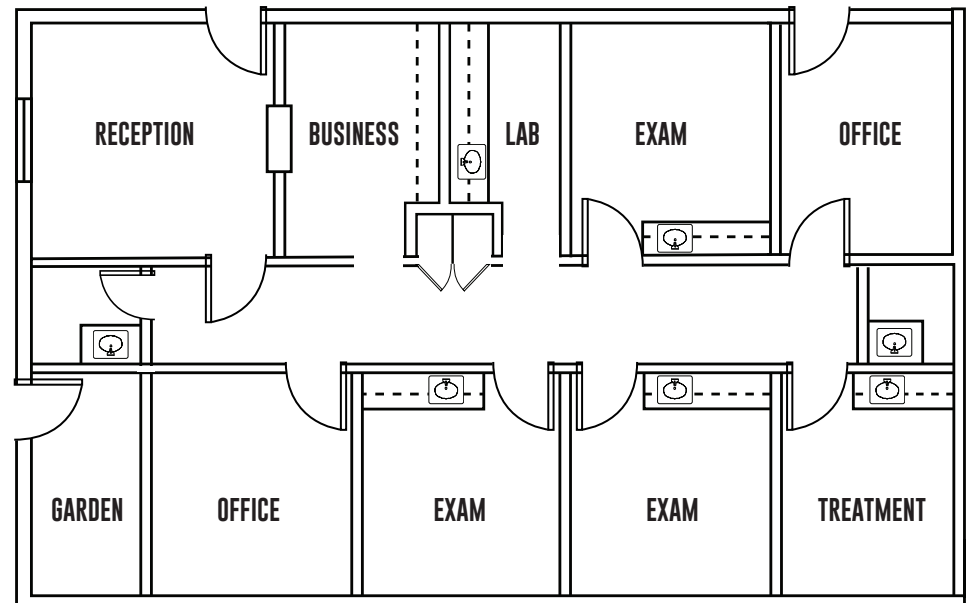 RECEPTION
BUSINESS
LAB
EXAM
OFFICE
GARDEN
OFFICE
EXAM
EXAM
TREATMENT